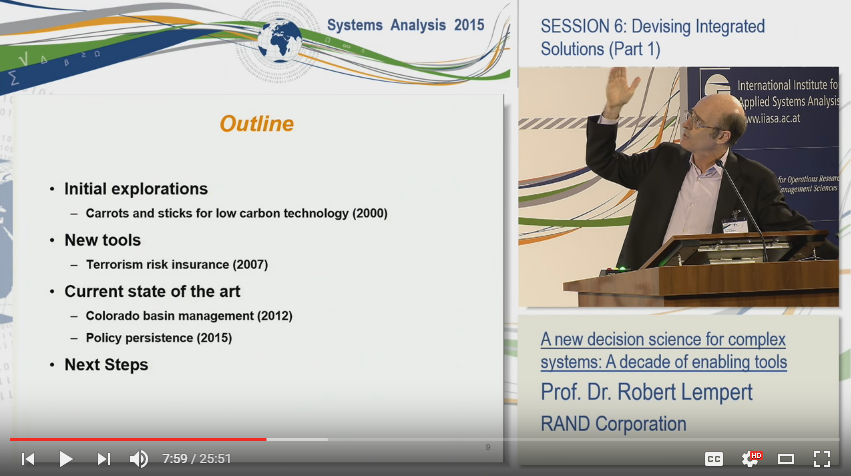 Systems Analysis 2015
SESSION 6: Devising Integrated
Solutions (Part 1)
Outline
• Initial explorations
– Carrots and sticks for low carbon technology (2000)
• New tools
– Terrorism risk insurance (2007)
• Current state of the art
– Colorado basin management (2012)
– Policy persistence (2015)
• Next Steps
9
International Institute for
Applied Systems Analysis
www.iiasa.ac.at
for Operations Resear
anagement Sciences
A new decision science for complex
systems: A decade of enabling tools
Prof. Dr. Robert Lempert
RAND Corporation
7:59 / 25:51
CC
HD